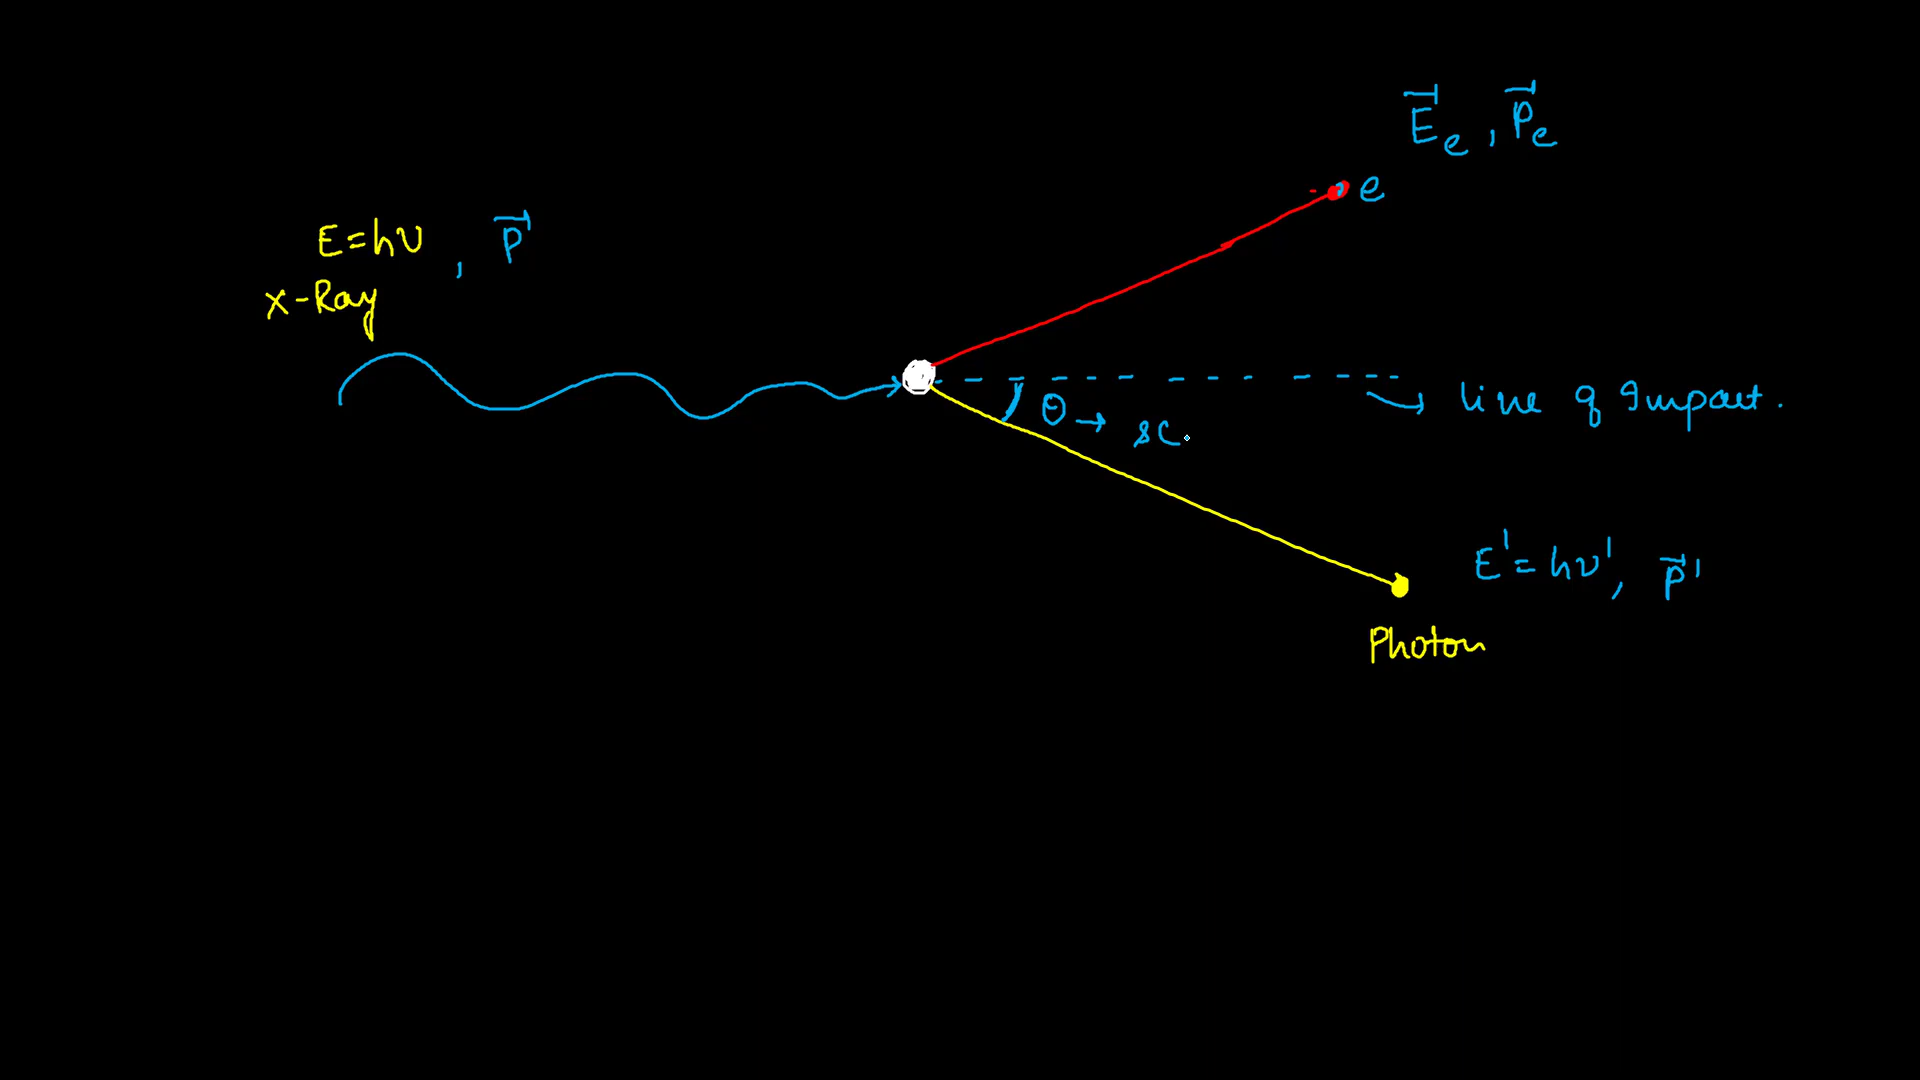 E⃗e , P⃗e
e
E=hν , p⃗
X-Ray
line of Impact.
θ → sc
E'=hν', p⃗'
Photon